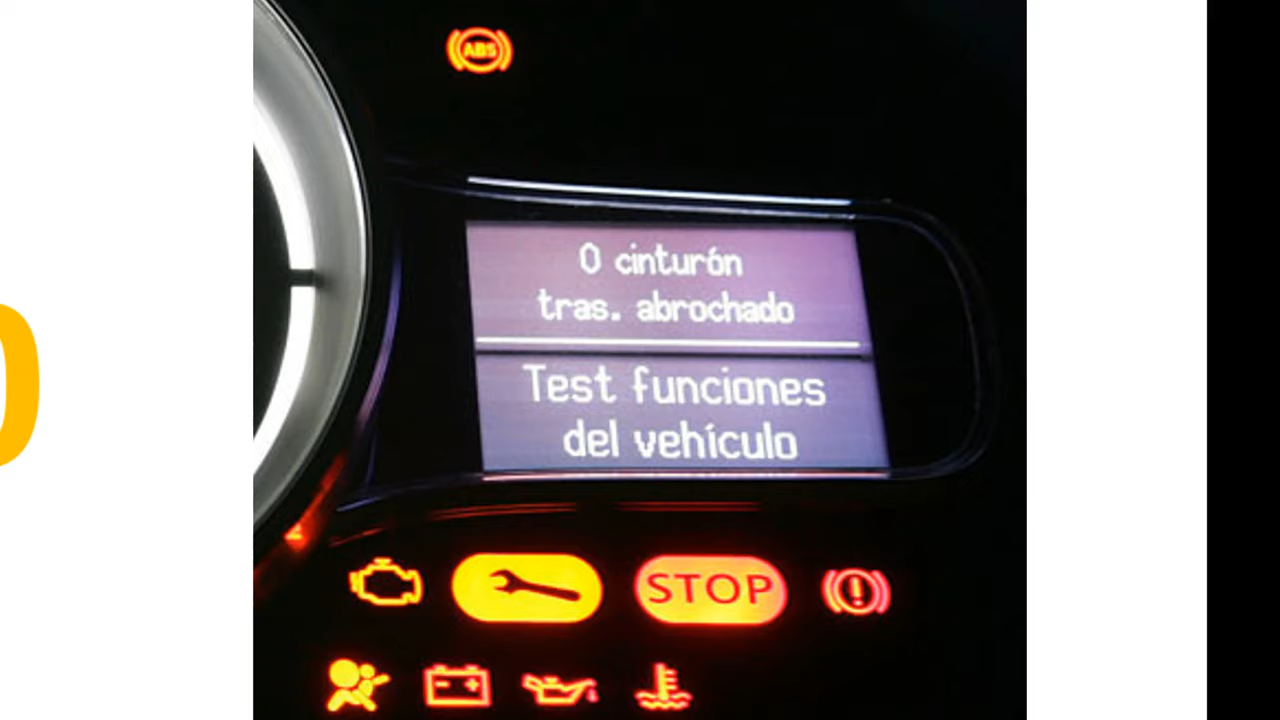 ABS
0 cinturón
tras. abrochado
Test funciones
del vehículo
STOP